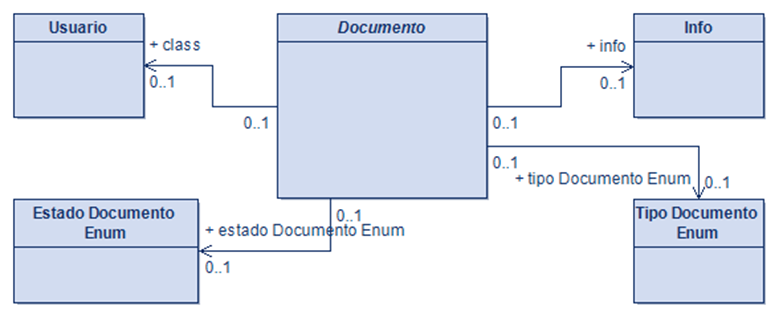 Usuario
Documento
Info
+ class
0..1
0..1
+ info
0..1
0..1
0..1
+ tipo Documento Enum
0..1
Estado Documento
Enum
0..1
+ estado Documento Enum
0..1
Tipo Documento
Enum